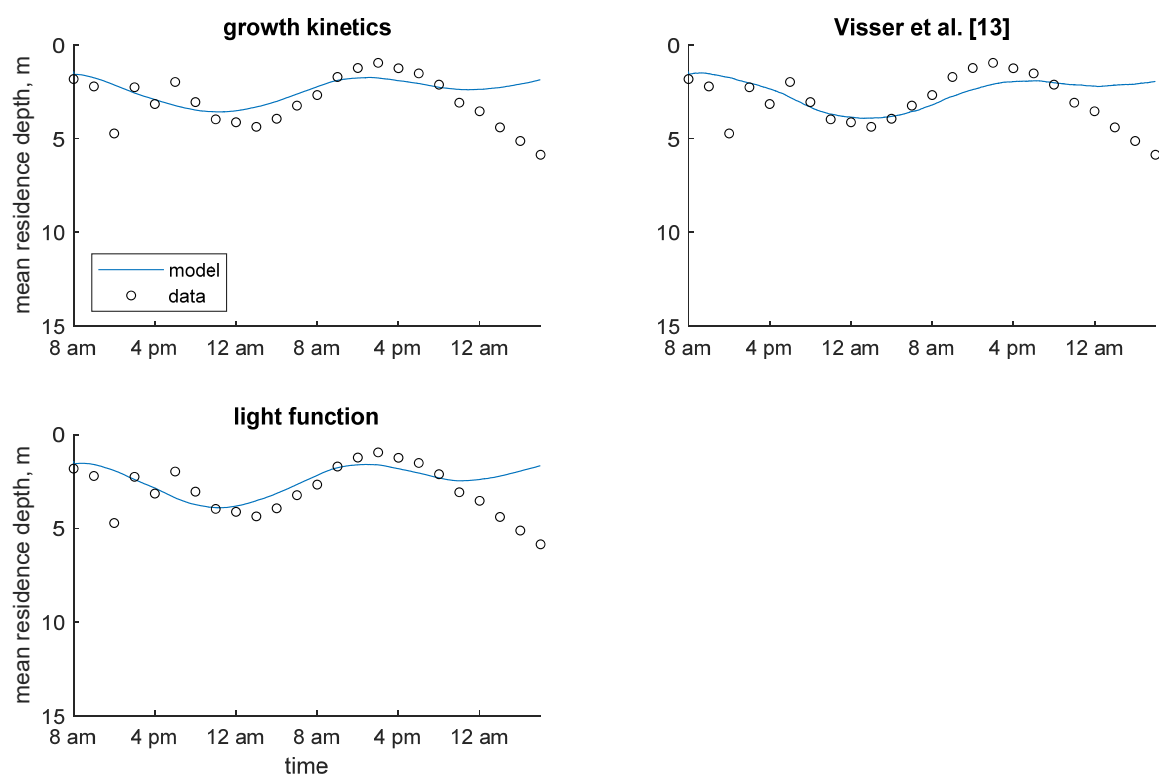 growth kinetics
mean residence depth, m
0
5
10
15
model
data
8 am 4 pm 12 am 8 am 4 pm 12 am
Visser et al. [13]
0
5
10
15
8 am 4 pm 12 am 8 am 4 pm 12 am
light function
mean residence depth, m
0
5
10
15
8 am 4 pm 12 am 8 am 4 pm 12 am
time